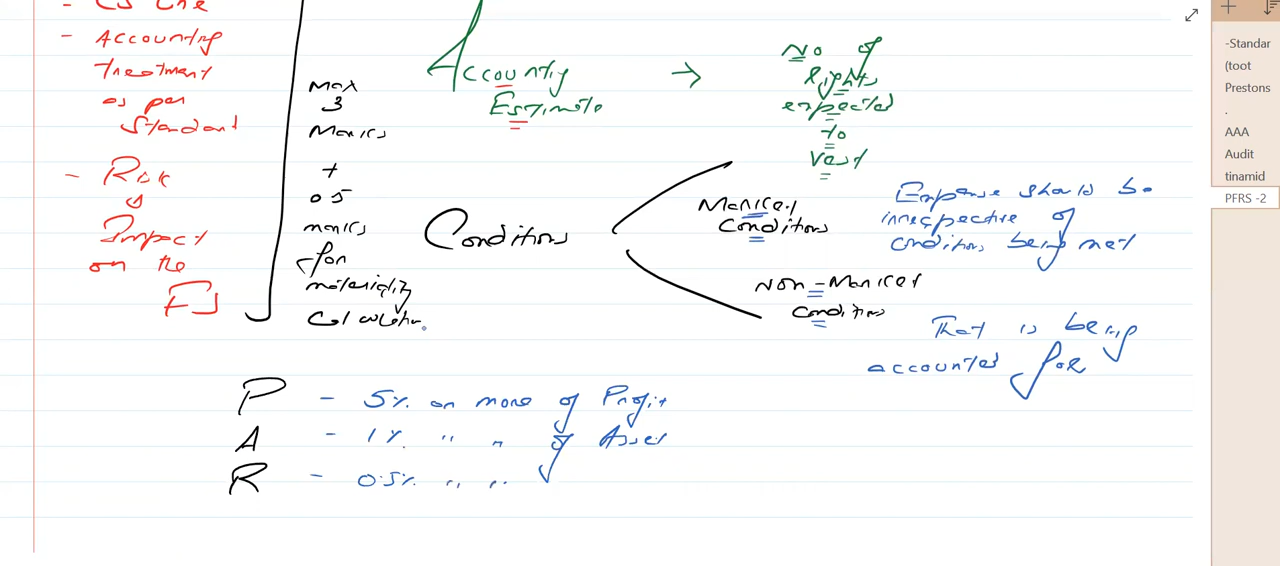 - Accounting
Treatment
as per
Standard
- Risk
&
Impact
on the
FS
Max
3
Marks
+
0.5
marks
for
materiality
Calculation
Accounting
Estimate
→
No of
rights
expected
to
Vest
Conditions
Market
Conditions
Expense should be
irrespective of
conditions being met
Non-Market
Conditions
That is being
accounted for
P - 5% or more of Profit
A - 1% " " of Asset
R - 0.5% " " of
-Standar
(toot
Prestons
.
AAA
Audit
tinamid
PFRS -2